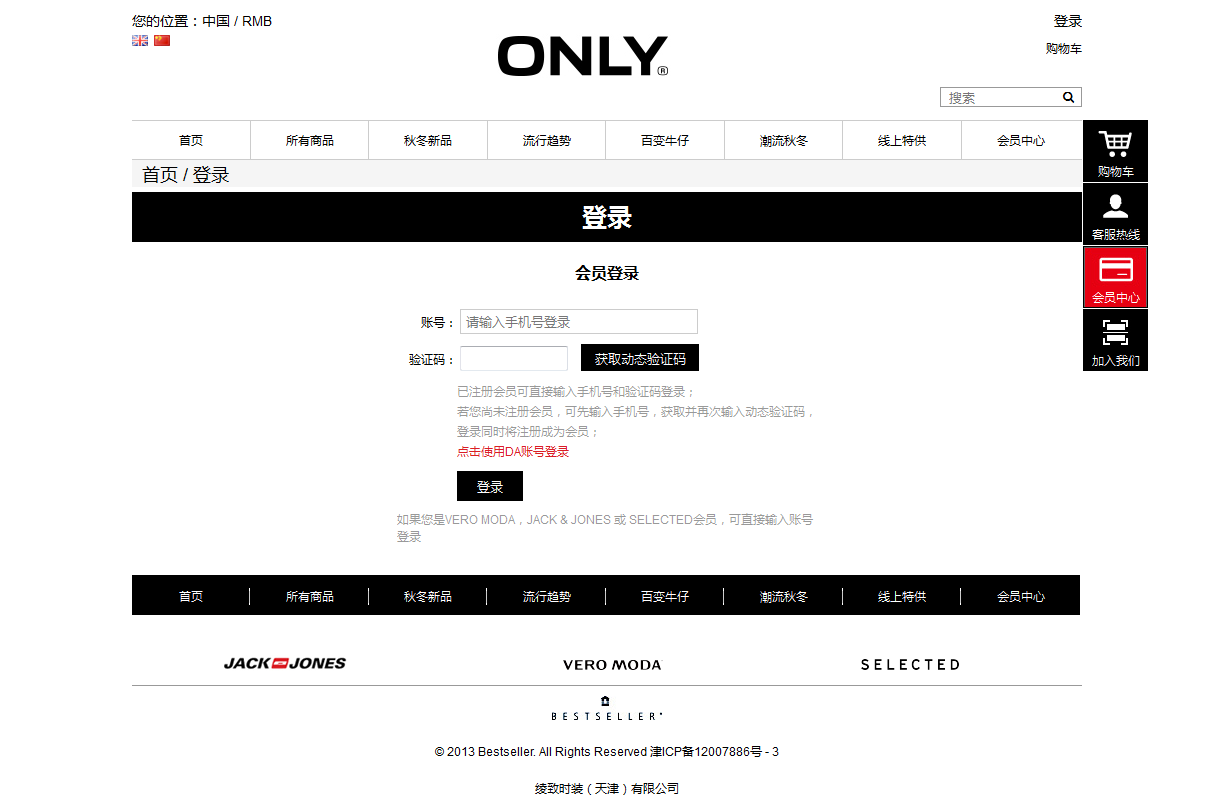 您的位置：中国 / RMB
登录
购物车
ONLY®
搜索
首页 所有商品 秋冬新品 流行趋势 百变牛仔 潮流秋冬 线上特供 会员中心
首页 / 登录
登录
购物车
客服热线
会员中心
加入我们
会员登录
账号： 请输入手机号登录
验证码： 获取动态验证码
已注册会员可直接输入手机号和验证码登录；
若您尚未注册会员，可先输入手机号，获取并再次输入动态验证码，
登录同时将注册成为会员；
点击使用DA账号登录
登录
如果您是VERO MODA，JACK & JONES 或 SELECTED会员，可直接输入账号
登录
首页 所有商品 秋冬新品 流行趋势 百变牛仔 潮流秋冬 线上特供 会员中心
JACK JONES VERO MODA SELECTED
BESTSELLER
© 2013 Bestseller. All Rights Reserved 津ICP备12007886号 - 3
绫致时装（天津）有限公司